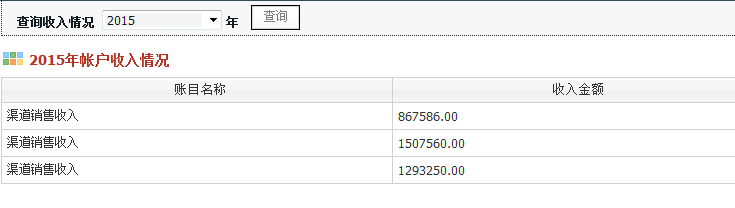 查询收入情况 2015 年 查询
2015年帐户收入情况
账目名称 收入金额
渠道销售收入 867586.00
渠道销售收入 1507560.00
渠道销售收入 1293250.00